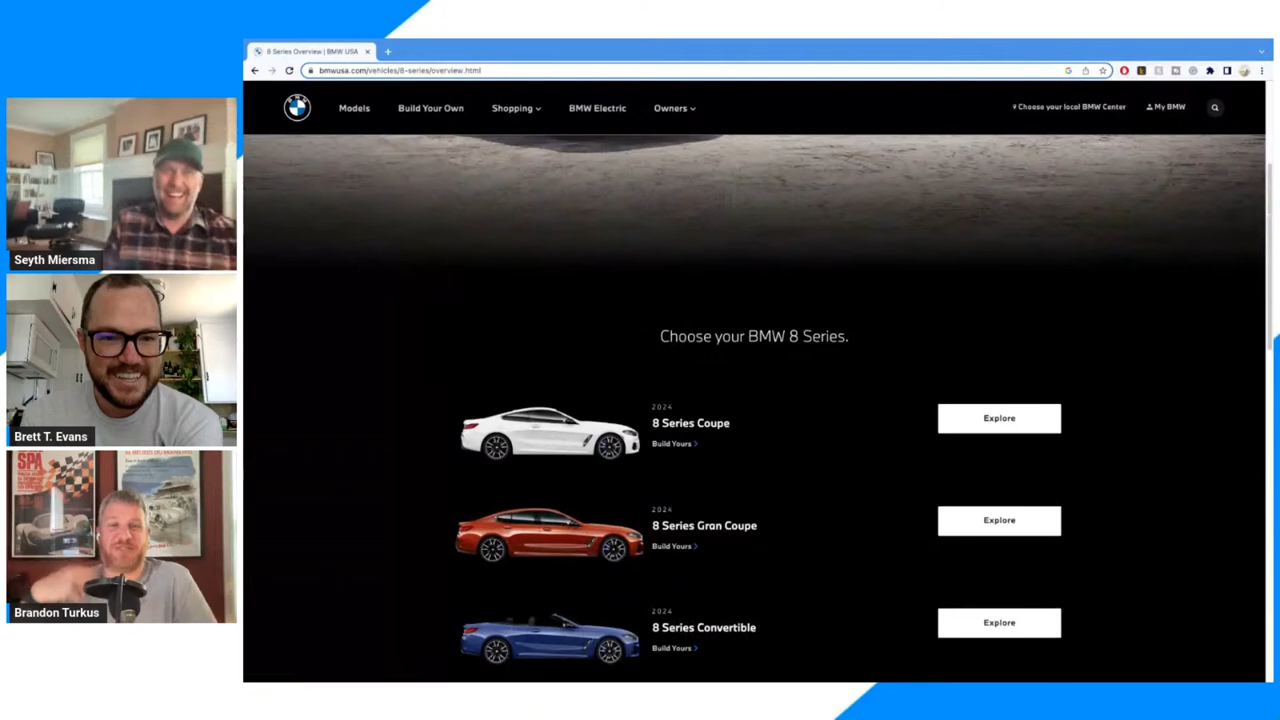 8 Series Overview | BMW USA
bmwusa.com/vehicles/8-series/overview.html
Models
Build Your Own
Shopping
BMW Electric
Owners
Choose your local BMW Center
My BMW
Choose your BMW 8 Series.
2024
8 Series Coupe
Build Yours
Explore
2024
8 Series Gran Coupe
Build Yours
Explore
2024
8 Series Convertible
Build Yours
Explore
Seyth Miersma
Brett T. Evans
SPA
Brandon Turkus